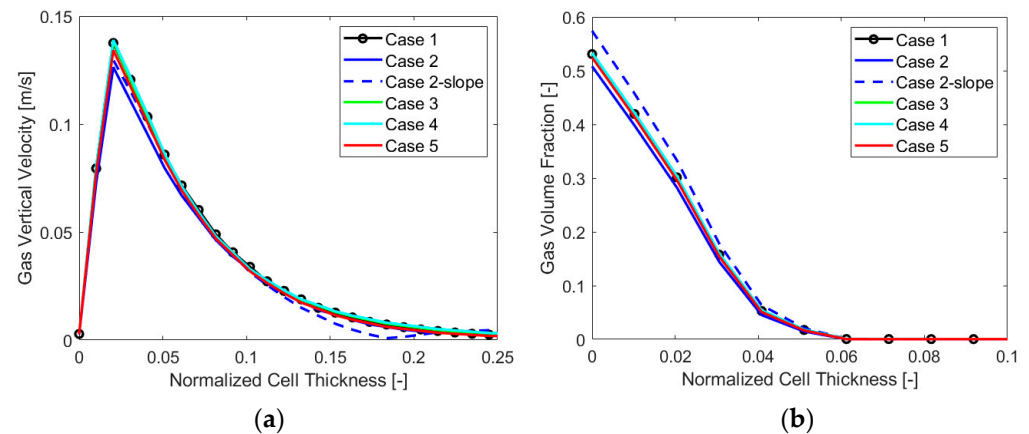 Gas Vertical Velocity [m/s]
0.15
0.1
0.05
0
0 0.05 0.1 0.15 0.2 0.25
Normalized Cell Thickness [-]
Case 1
Case 2
Case 2-slope
Case 3
Case 4
Case 5
(a)
Gas Volume Fraction [-]
0.6
0.5
0.4
0.3
0.2
0.1
0
0 0.02 0.04 0.06 0.08 0.1
Normalized Cell Thickness [-]
Case 1
Case 2
Case 2-slope
Case 3
Case 4
Case 5
(b)